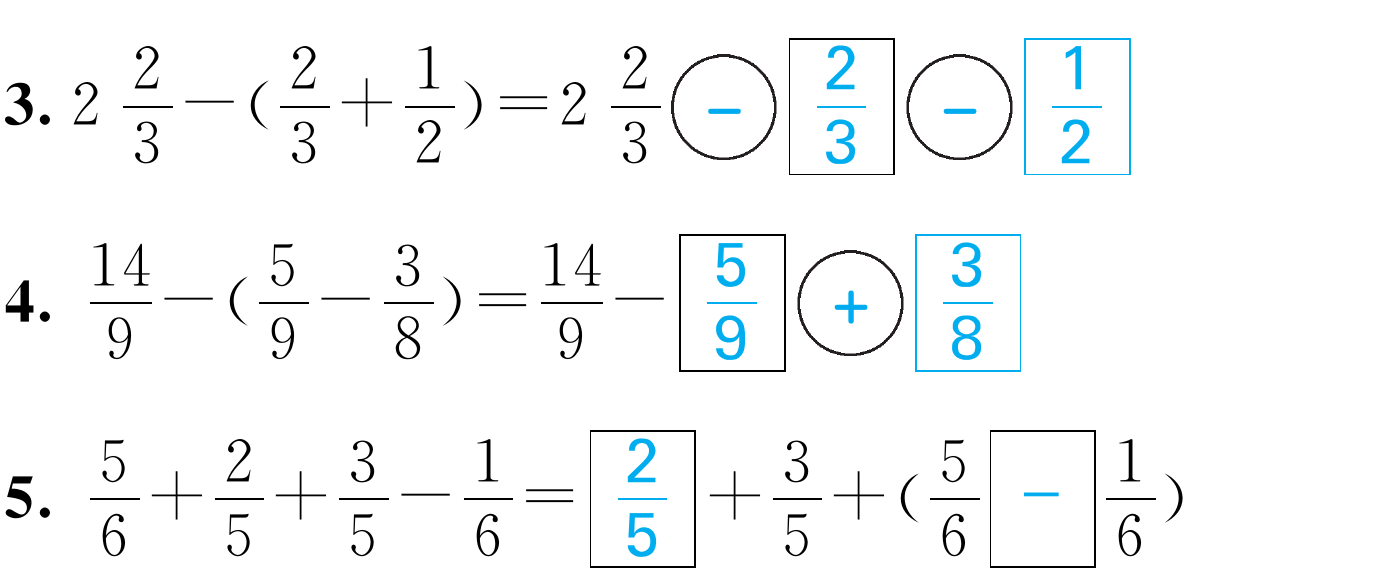 3. 2 2/3 − ( 2/3 + 1/2 ) = 2 2/3 − 2/3 − 1/2
4. 14/9 − ( 5/9 − 3/8 ) = 14/9 − 5/9 + 3/8
5. 5/6 + 2/5 + 3/5 − 1/6 = 2/5 + 3/5 + ( 5/6 − 1/6 )